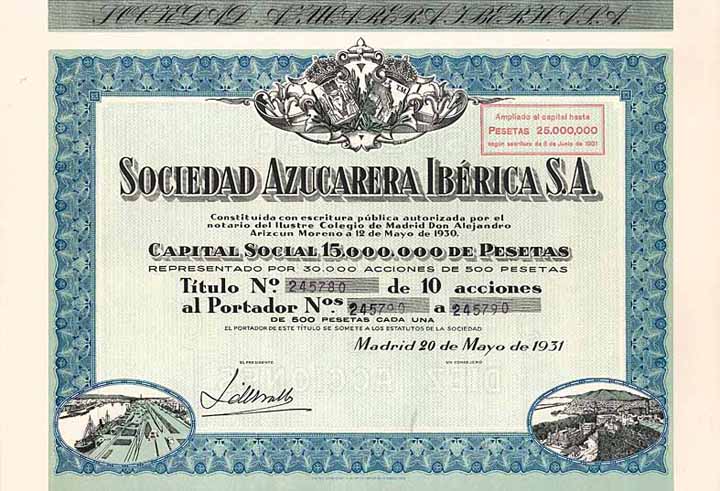 SOCIEDAD AZUCARERA IBERICA S.A.
Ampliado el capital hasta
PESETAS 25.000,000
según escritura de 6 de Junio de 1931
SOCIEDAD AZUCARERA IBÉRICA S.A.
Constituida con escritura pública autorizada por el
notario del Ilustre Colegio de Madrid Don Alejandro
Arizcun Moreno a 12 de Mayo de 1930.
CAPITAL SOCIAL 15.000.000 DE PESETAS
REPRESENTADO POR 30.000 ACCIONES DE 500 PESETAS
Título Nº. 245780 de 10 acciones
al Portador Nos. 245790 a 245790
DE 500 PESETAS CADA UNA
EL PORTADOR DE ESTE TÍTULO SE SOMETE A LOS ESTATUTOS DE LA SOCIEDAD
Madrid 20 de Mayo de 1931
EL PRESIDENTE UN CONSEJERO
DIEZ ACCIONES